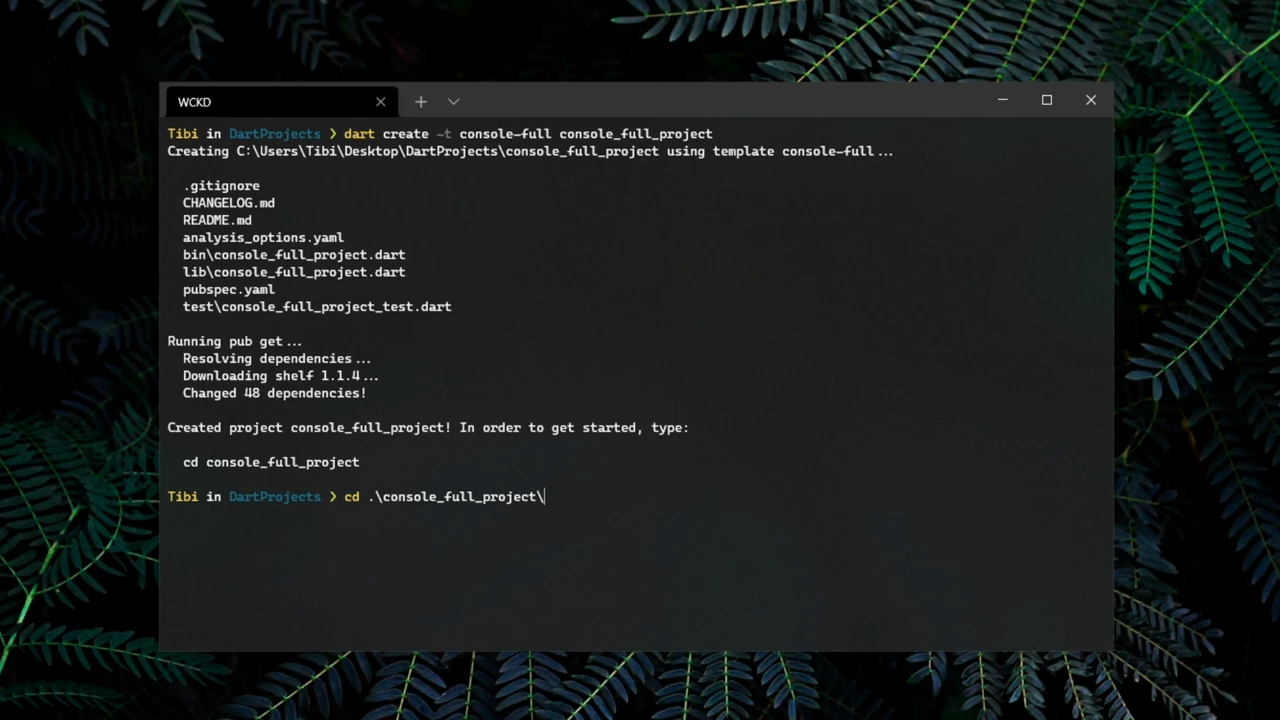 WCKD
Tibi in DartProjects ❯ dart create -t console-full console_full_project
Creating C:\Users\Tibi\Desktop\DartProjects\console_full_project using template console-full...
.gitignore
CHANGELOG.md
README.md
analysis_options.yaml
bin\console_full_project.dart
lib\console_full_project.dart
pubspec.yaml
test\console_full_project_test.dart
Running pub get...
Resolving dependencies...
Downloading shelf 1.1.4...
Changed 48 dependencies!
Created project console_full_project! In order to get started, type:
cd console_full_project
Tibi in DartProjects ❯ cd .\console_full_project\